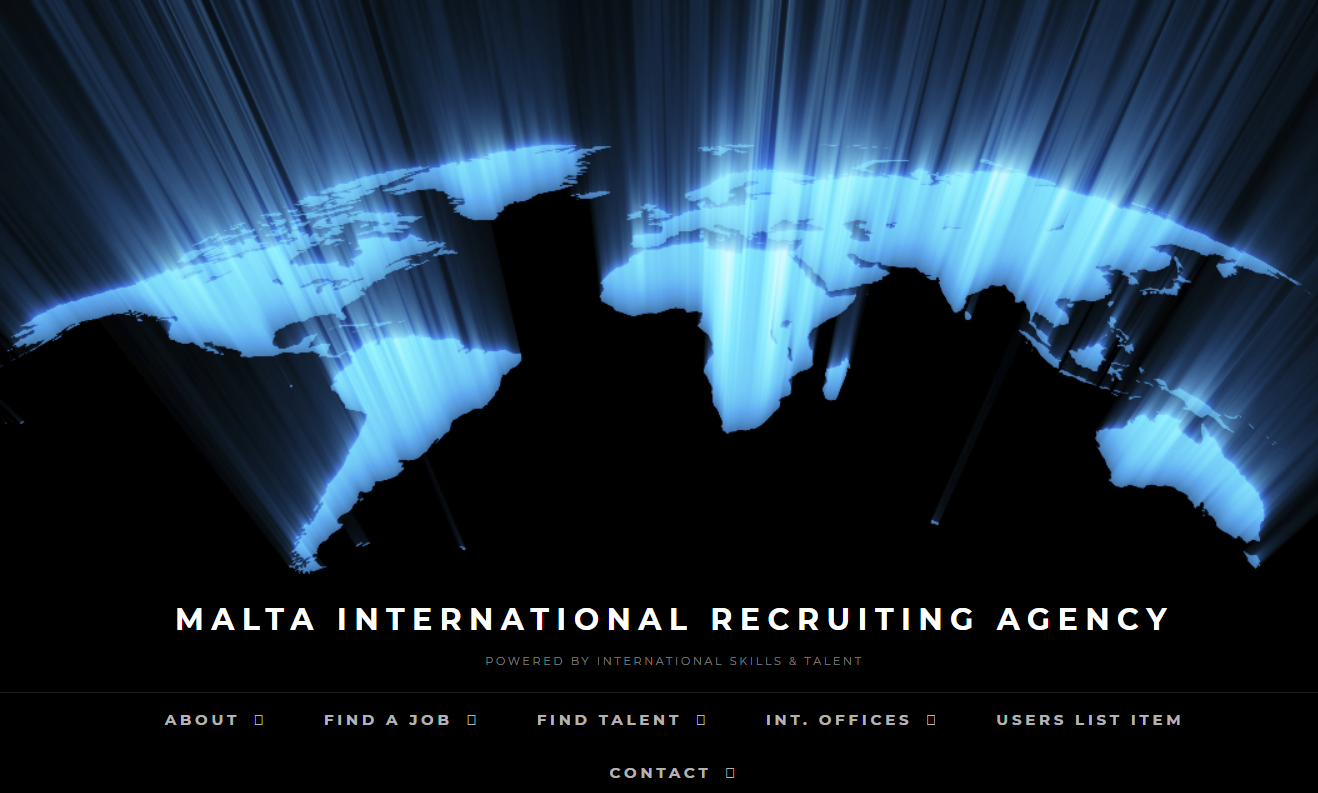 MALTA INTERNATIONAL RECRUITING AGENCY
POWERED BY INTERNATIONAL SKILLS & TALENT
ABOUT FIND A JOB FIND TALENT INT. OFFICES USERS LIST ITEM
CONTACT